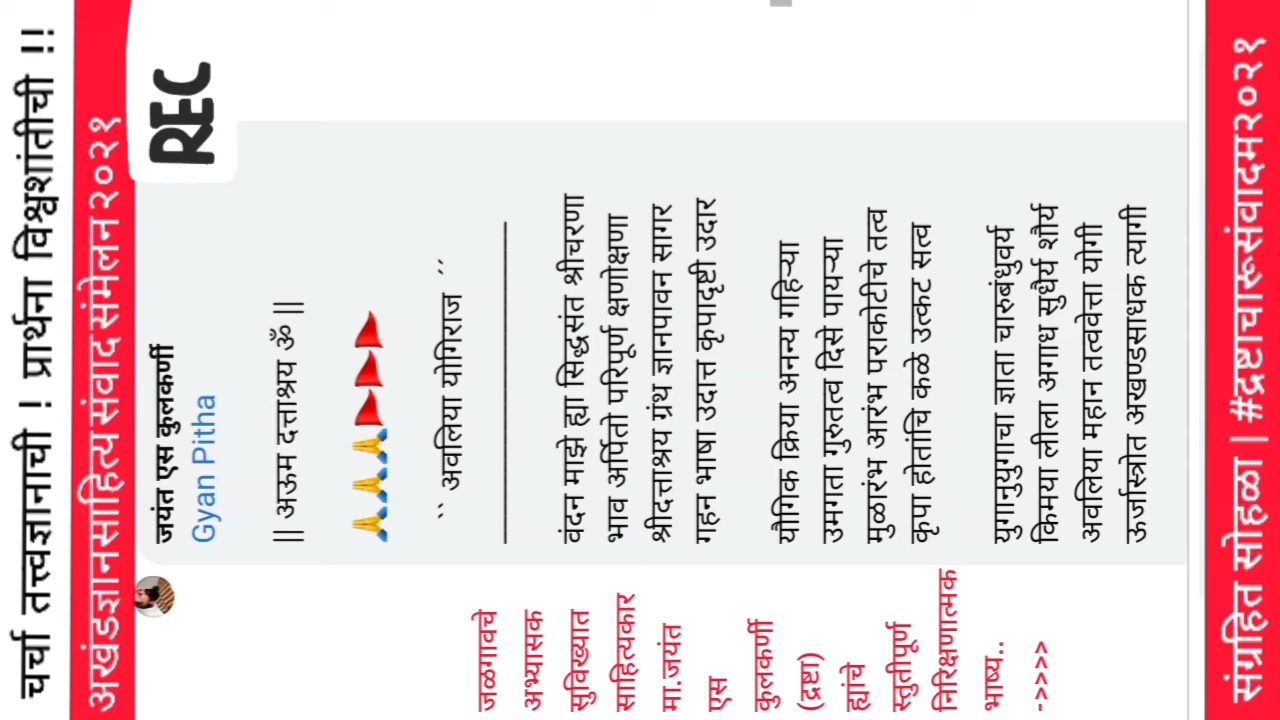 चर्चा तत्त्वज्ञानाची ! प्रार्थना विश्वशांतीची !!
अखंडज्ञानसाहित्य संवाद संमेलन २०२१
REC
जयंत एस कुलकर्णी
Gyan Pitha
|| अऊम दत्ताश्रय ॐ ||
🙏🙏🙏🚩🚩🚩
`` अवलिया योगिराज ´´
वंदन माझे ह्या सिद्धसंत श्रीचरणा
भाव अर्पितो परिपूर्ण क्षणोक्षणा
श्रीदत्ताश्रय ग्रंथ ज्ञानपावन सागर
गहन भाषा उदात्त कृपादृष्टी उदार
यौगिक क्रिया अनन्य गहिऱ्या
उमगता गुरुतत्व दिसे पायऱ्या
मुळारंभ आरंभ पराकोटीचे तत्व
कृपा होतांचि कळे उत्कट सत्व
युगानुयुगाचा ज्ञाता चारुबंधुवर्य
किमया लीला अगाध सुधैर्य शौर्य
अवलिया महान तत्ववेत्ता योगी
ऊर्जास्त्रीत अखण्डसाधक त्यागी
जळगावचे
अभ्यासक
सुविख्यात
साहित्यकार
मा.जयंत
एस
कुलकर्णी
(द्रष्टा)
ह्यांचे
स्तुतीपूर्ण
निरिक्षणात्मक
भाष्य..
->>>>
संग्रहित सोहळा | #द्रष्टाचारूसंवादम२०२१